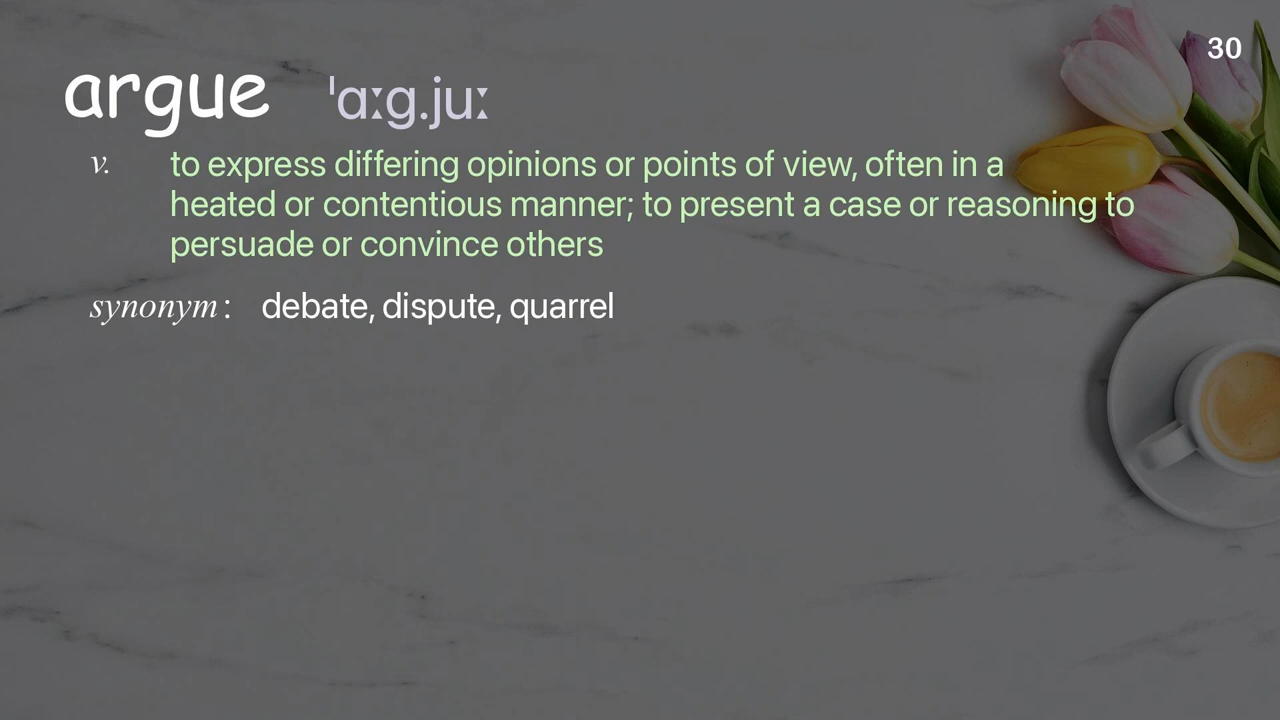 30
argue ˈɑːg.juː
v. to express differing opinions or points of view, often in a
heated or contentious manner; to present a case or reasoning to
persuade or convince others
synonym: debate, dispute, quarrel